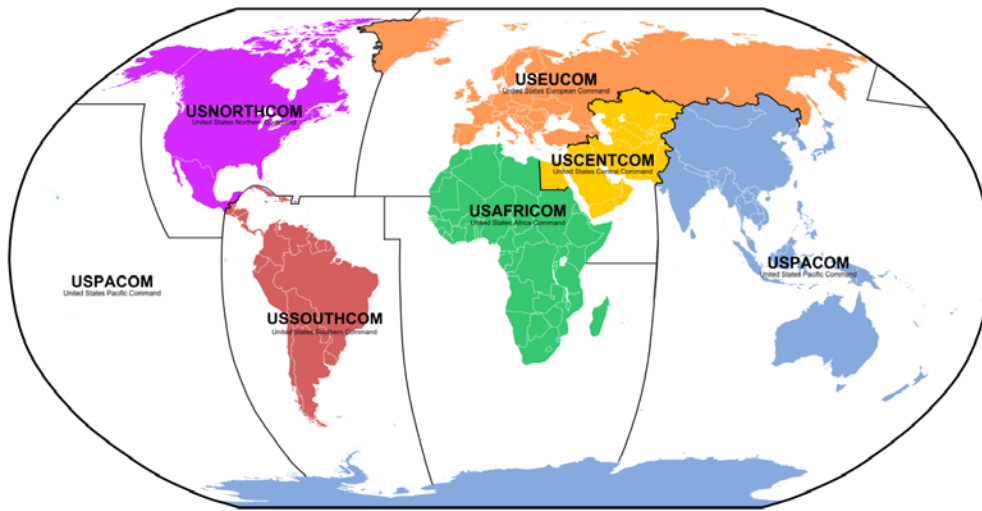 USEUCOM
United States European Command
USNORTHCOM
United States Northern Command
USCENTCOM
United States Central Command
USAFRICOM
United States Africa Command
USPACOM
United States Pacific Command
USPACOM
United States Pacific Command
USSOUTHCOM
United States Southern Command